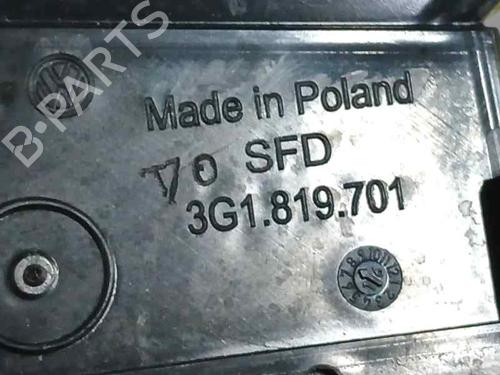 B-PARTS
Made in Poland
SFD
3G1.819.701